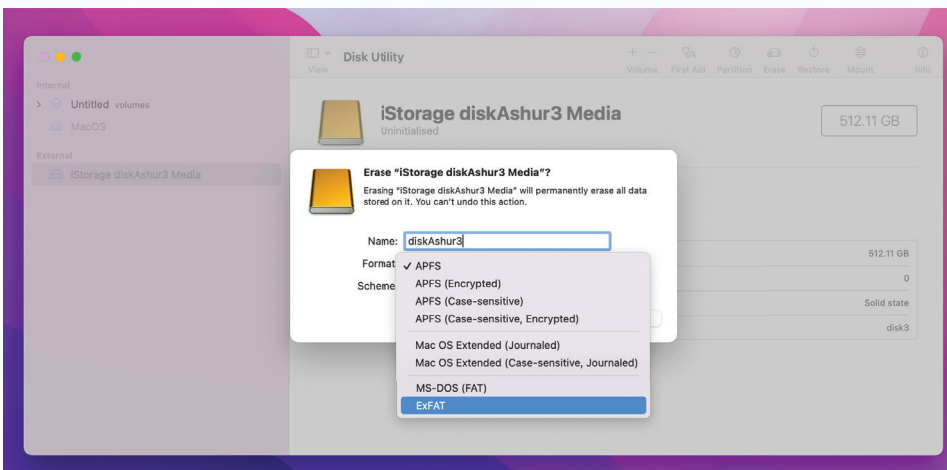 Disk Utility
View
Volume First Aid Partition Erase Restore Mount Info
Internal
Untitled volumes
MacOS
External
iStorage diskAshur3 Media
iStorage diskAshur3 Media
Uninitialised
512.11 GB
Erase “iStorage diskAshur3 Media”?
Erasing “iStorage diskAshur3 Media” will permanently erase all data
stored on it. You can’t undo this action.
Name: diskAshur3
Format
Scheme
✓ APFS
APFS (Encrypted)
APFS (Case-sensitive)
APFS (Case-sensitive, Encrypted)
Mac OS Extended (Journaled)
Mac OS Extended (Case-sensitive, Journaled)
MS-DOS (FAT)
ExFAT
512.11 GB
0
Solid state
disk3